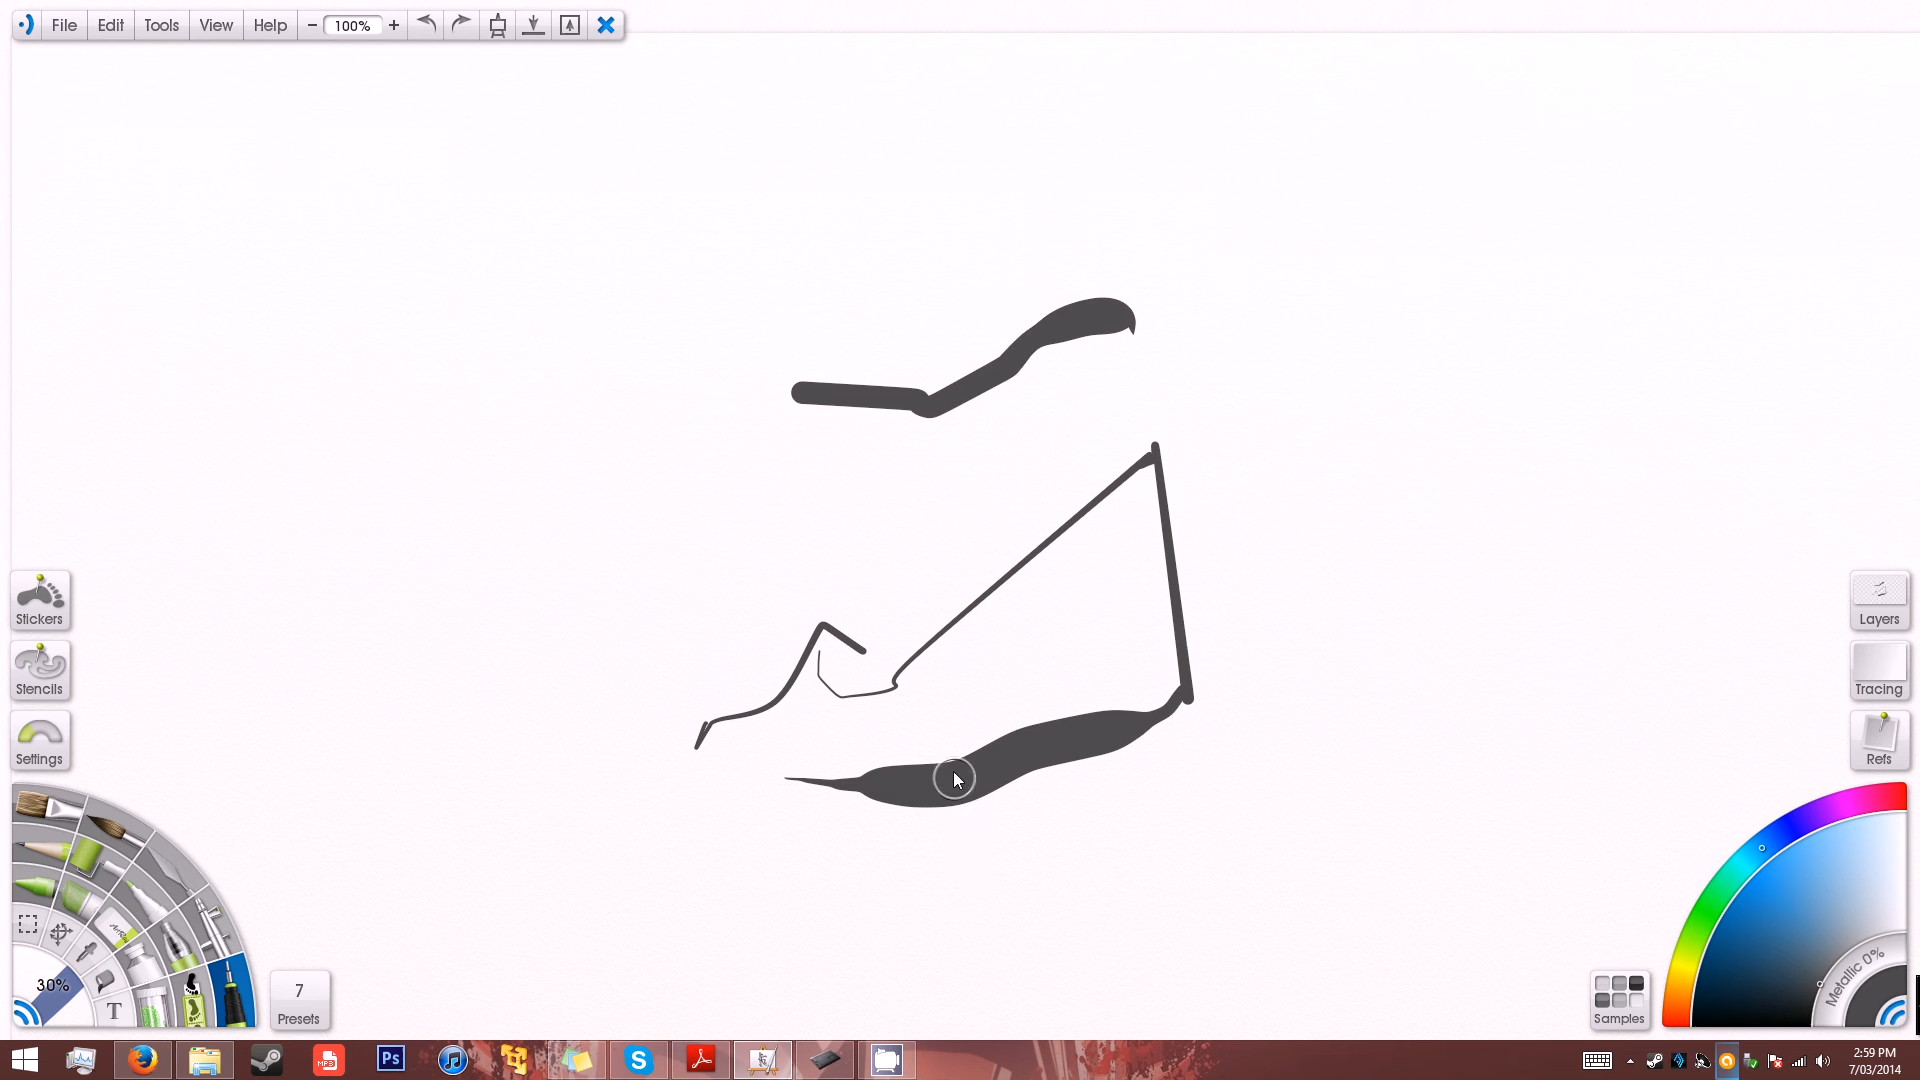 File Edit Tools View Help − 100% +
Stickers
Stencils
Settings
Layers
Tracing
Refs
30%
T
7
Presets
Metallic 0%
Samples
MP3
Ps
2:59 PM
7/03/2014